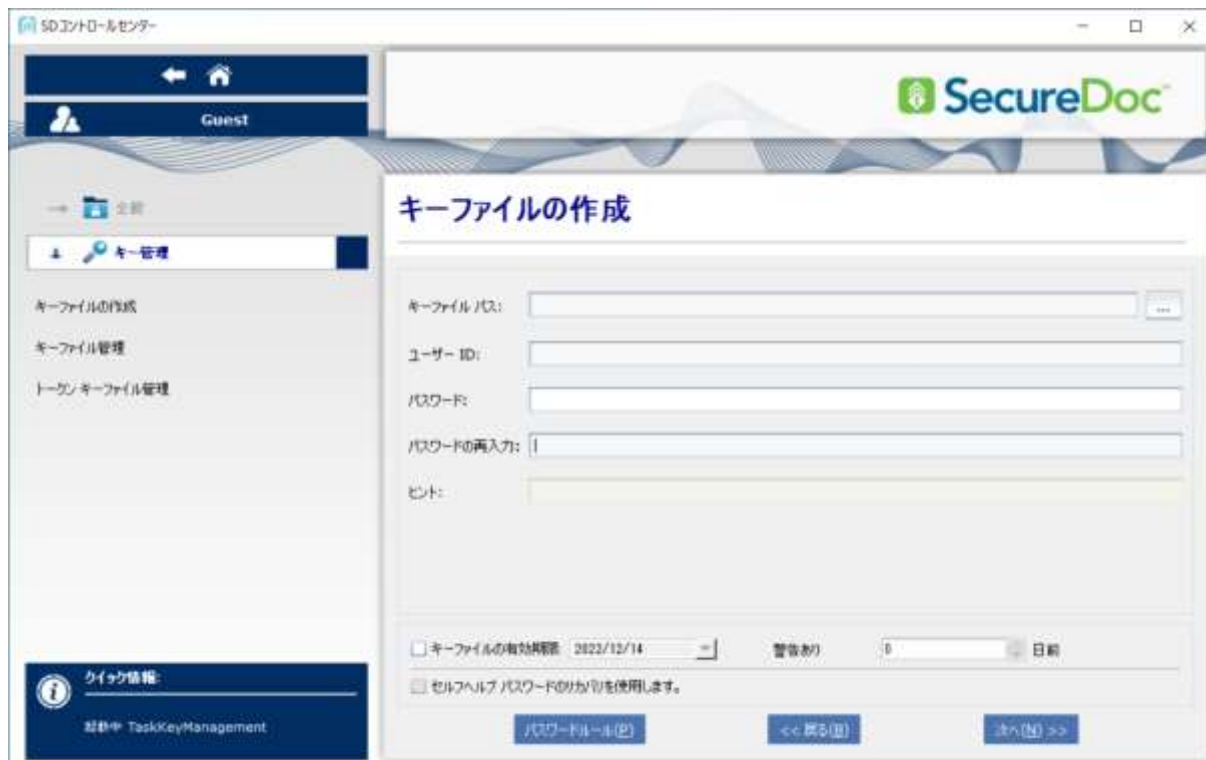 SDコントロールセンター
Guest
SecureDoc
全般
キー管理
キーファイルの作成
キーファイル管理
トークン キーファイル管理
キーファイルの作成
キーファイル パス:
...
ユーザー ID:
パスワード:
パスワードの再入力:
ヒント:
キーファイルの有効期限 2022/12/14 警告あり 0 日前
セルフヘルプ パスワードのリカバリを使用します。
クイック情報:
起動中 TaskKeyManagement
パスワードルール(P) << 戻る(B) 次へ(N) >>